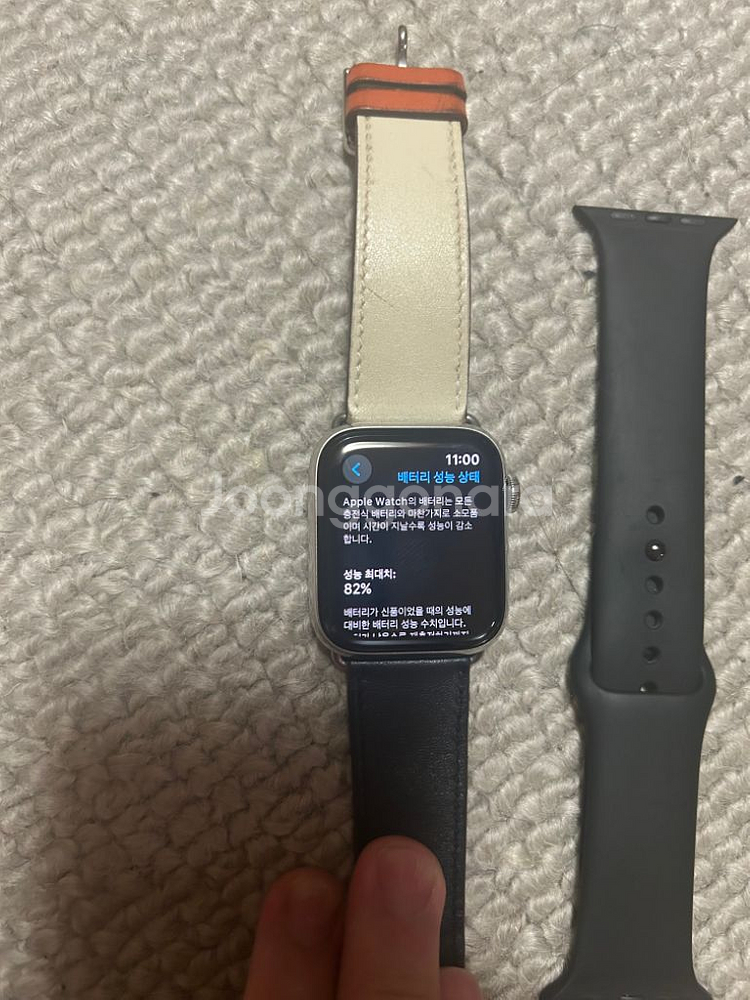 11:00
배터리 성능 상태
Apple Watch의 배터리는 모든
충전식 배터리와 마찬가지로 소모품
이며 시간이 지날수록 성능이 감소
합니다.
성능 최대치:
82%
배터리가 신품이었을 때의 성능에
대비한 배터리 성능 수치입니다.